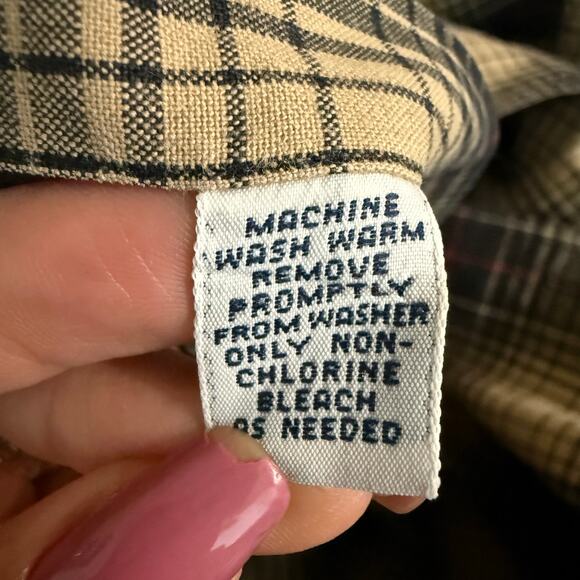 MACHINE
WASH WARM
REMOVE
PROMPTLY
FROM WASHER
ONLY NON-
CHLORINE
BLEACH
AS NEEDED